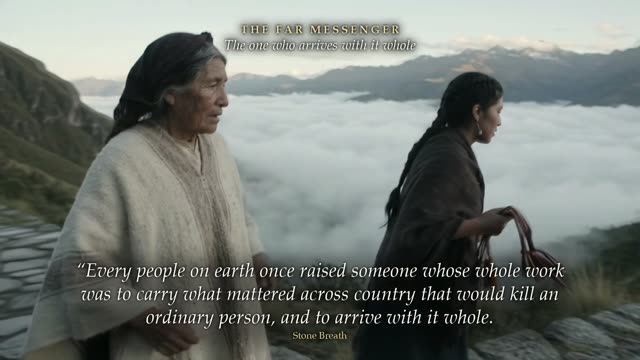 THE FAR MESSENGER
The one who arrives with it whole
“Every people on earth once raised someone whose whole work
was to carry what mattered across country that would kill an
ordinary person, and to arrive with it whole.
Stone Breath